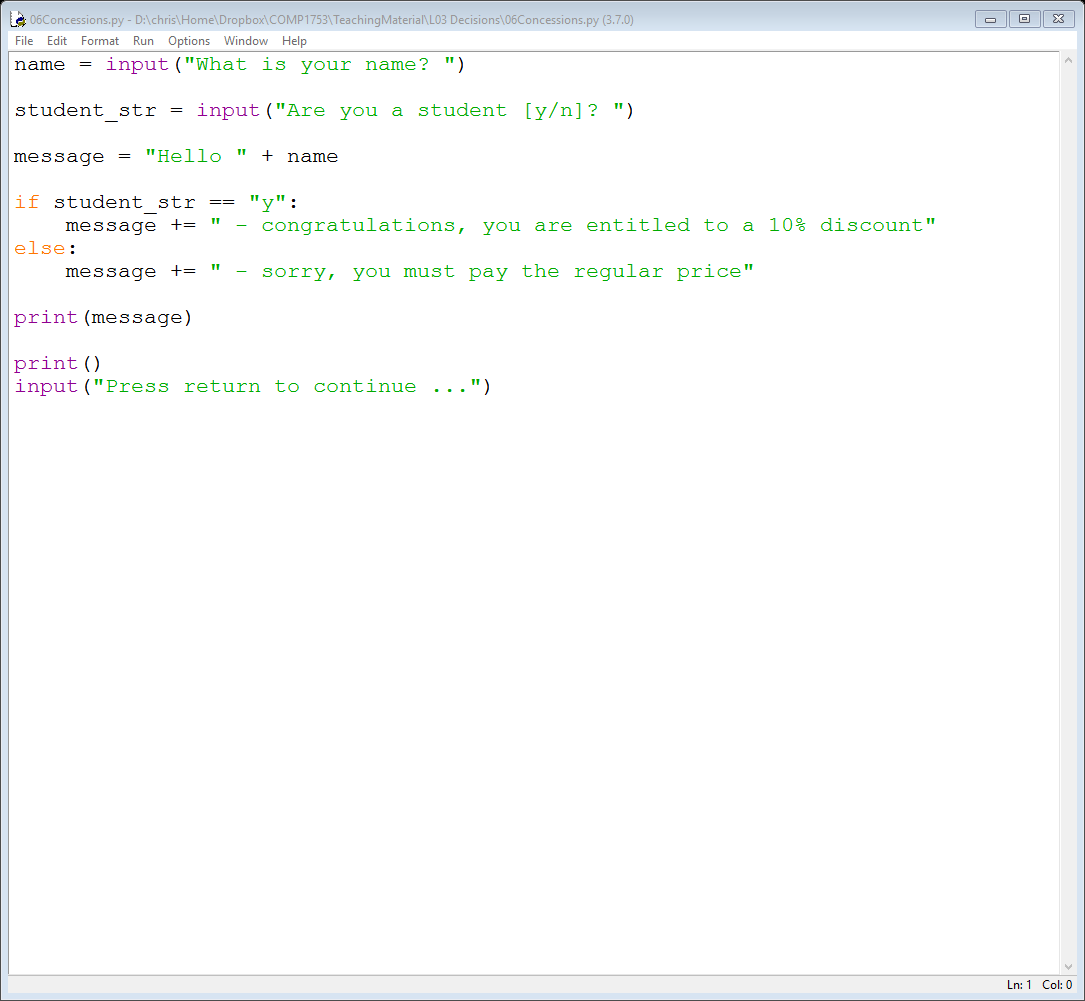 06Concessions.py - D:\chris\Home\Dropbox\COMP1753\TeachingMaterial\L03 Decisions\06Concessions.py (3.7.0)
File Edit Format Run Options Window Help
name = input("What is your name? ")
student_str = input("Are you a student [y/n]? ")
message = "Hello " + name
if student_str == "y":
    message += " - congratulations, you are entitled to a 10% discount"
else:
    message += " - sorry, you must pay the regular price"
print(message)
print()
input("Press return to continue ...")
Ln: 1 Col: 0